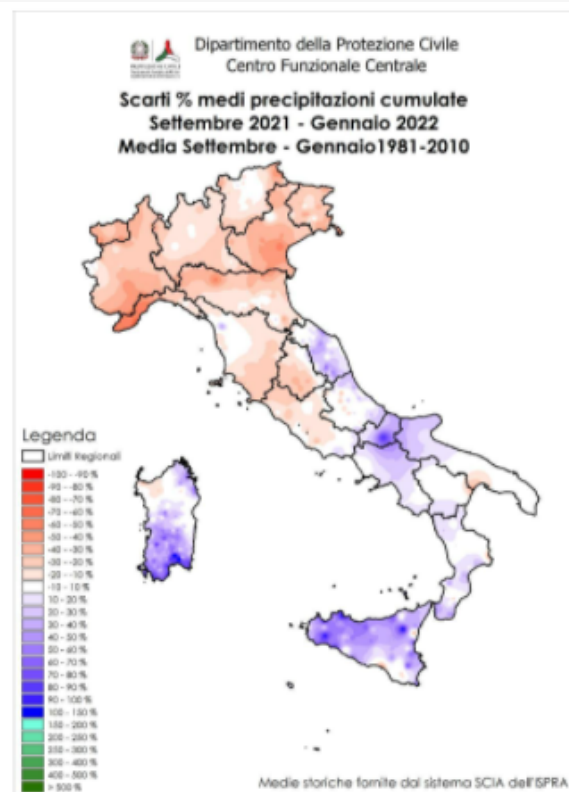 Dipartimento della Protezione Civile
Centro Funzionale Centrale
Scarti % medi precipitazioni cumulate
Settembre 2021 - Gennaio 2022
Media Settembre - Gennaio1981-2010
Legenda
Limiti Regionali
-100 - -90 %
-90 - -80 %
-80 - -70 %
-70 - -60 %
-60 - -50 %
-50 - -40 %
-40 - -30 %
-30 - -20 %
-20 - -10 %
-10 - 10 %
10 - 20 %
20 - 30 %
30 - 40 %
40 - 50 %
50 - 60 %
60 - 70 %
70 - 80 %
80 - 90 %
90 - 100 %
100 - 150 %
150 - 200 %
200 - 250 %
250 - 300 %
300 - 400 %
400 - 500 %
> 500 %
Medie storiche fornite dal sistema SCIA dell'ISPRA